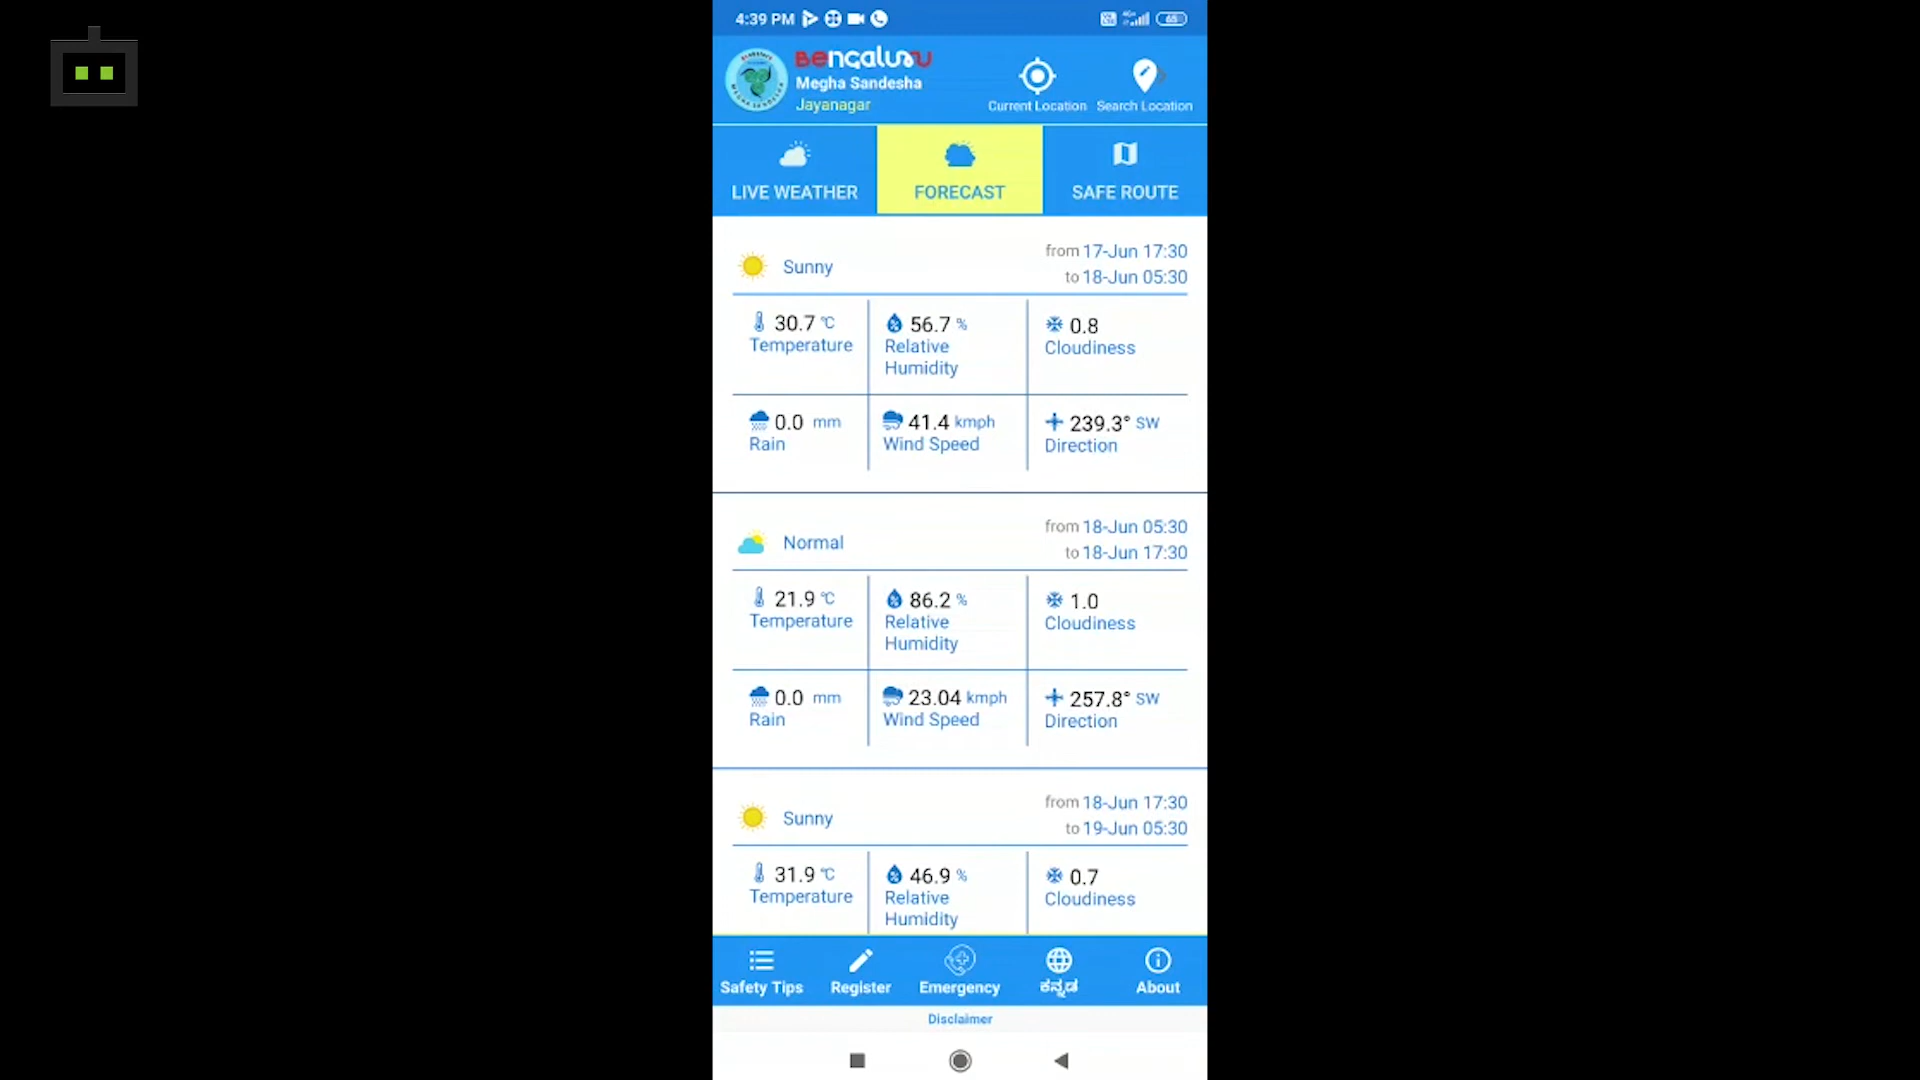 4:39 PM
65
Bengaluru
Megha Sandesha
Jayanagar
Current Location
Search Location
LIVE WEATHER
FORECAST
SAFE ROUTE
Sunny
from 17-Jun 17:30
to 18-Jun 05:30
30.7 °C
Temperature
56.7 %
Relative
Humidity
0.8
Cloudiness
0.0 mm
Rain
41.4 kmph
Wind Speed
239.3° SW
Direction
Normal
from 18-Jun 05:30
to 18-Jun 17:30
21.9 °C
Temperature
86.2 %
Relative
Humidity
1.0
Cloudiness
0.0 mm
Rain
23.04 kmph
Wind Speed
257.8° SW
Direction
Sunny
from 18-Jun 17:30
to 19-Jun 05:30
31.9 °C
Temperature
46.9 %
Relative
Humidity
0.7
Cloudiness
Safety Tips
Register
Emergency
ಕನ್ನಡ
About
Disclaimer